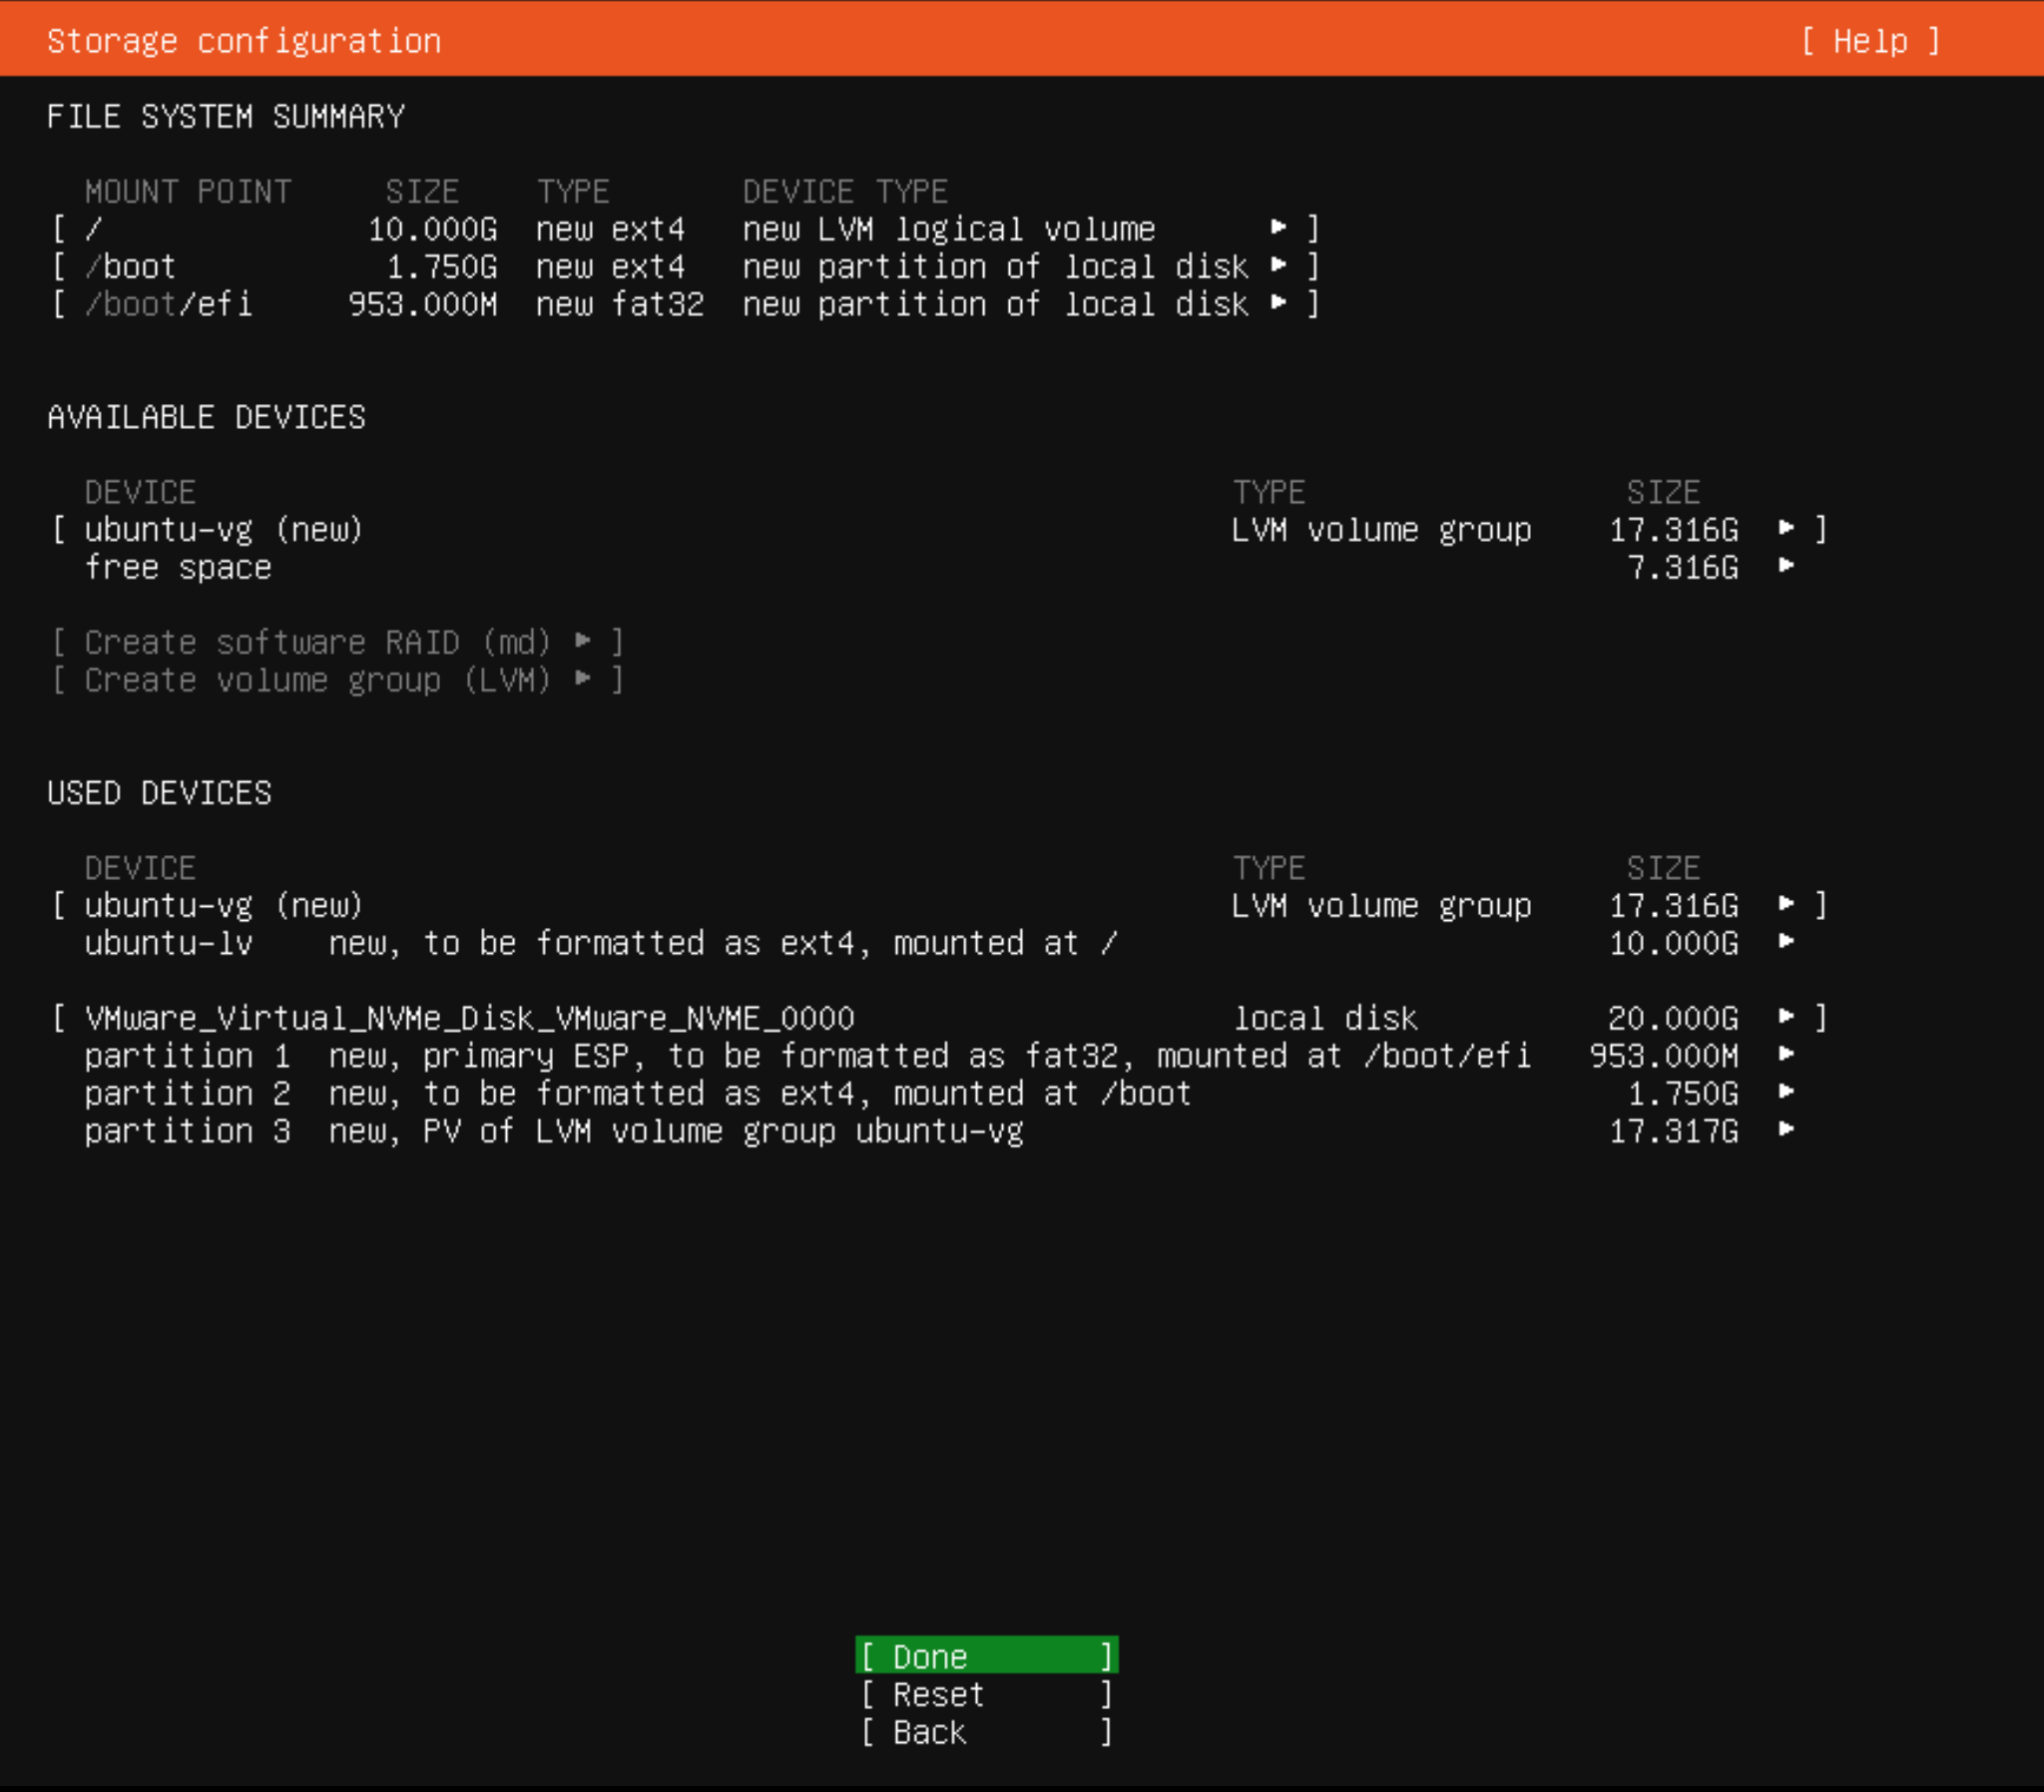 Storage configuration [ Help ]
FILE SYSTEM SUMMARY
MOUNT POINT SIZE TYPE DEVICE TYPE
[ / 10.000G new ext4 new LVM logical volume ▸ ]
[ /boot 1.750G new ext4 new partition of local disk ▸ ]
[ /boot/efi 953.000M new fat32 new partition of local disk ▸ ]
AVAILABLE DEVICES
DEVICE TYPE SIZE
[ ubuntu-vg (new) LVM volume group 17.316G ▸ ]
free space 7.316G ▸
[ Create software RAID (md) ▸ ]
[ Create volume group (LVM) ▸ ]
USED DEVICES
DEVICE TYPE SIZE
[ ubuntu-vg (new) LVM volume group 17.316G ▸ ]
ubuntu-lv new, to be formatted as ext4, mounted at / 10.000G ▸
[ VMware_Virtual_NVMe_Disk_VMware_NVME_0000 local disk 20.000G ▸ ]
partition 1 new, primary ESP, to be formatted as fat32, mounted at /boot/efi 953.000M ▸
partition 2 new, to be formatted as ext4, mounted at /boot 1.750G ▸
partition 3 new, PV of LVM volume group ubuntu-vg 17.317G ▸
[ Done ]
[ Reset ]
[ Back ]